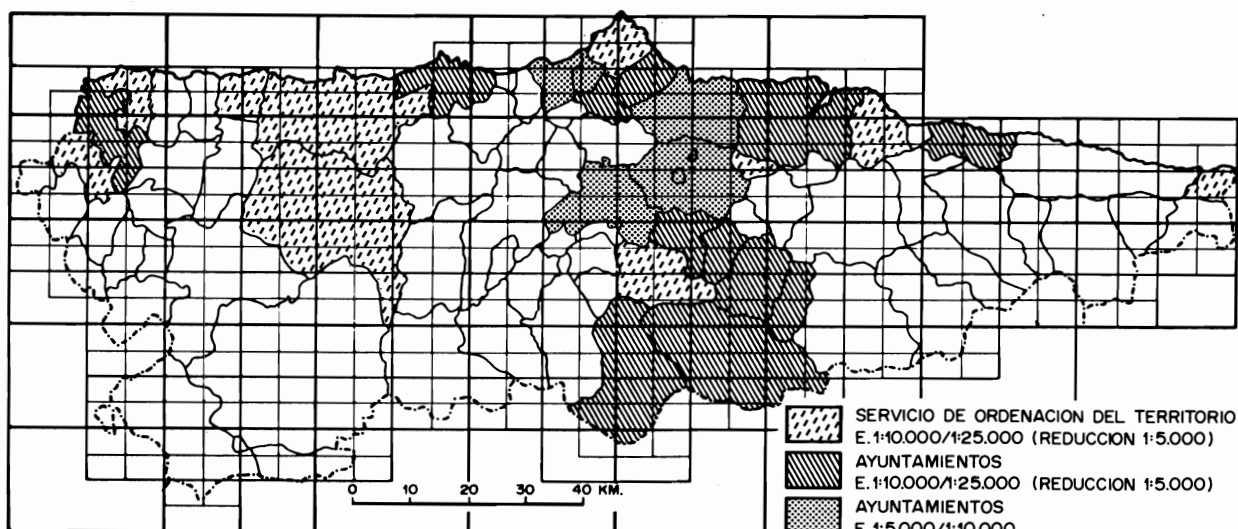 SERVICIO DE ORDENACION DEL TERRITORIO
E. 1:10.000/1:25.000 (REDUCCION 1:5.000)
AYUNTAMIENTOS
E. 1:10.000/1:25.000 (REDUCCION 1:5.000)
AYUNTAMIENTOS
E. 1:5.000/1:10.000
0 10 20 30 40 KM.